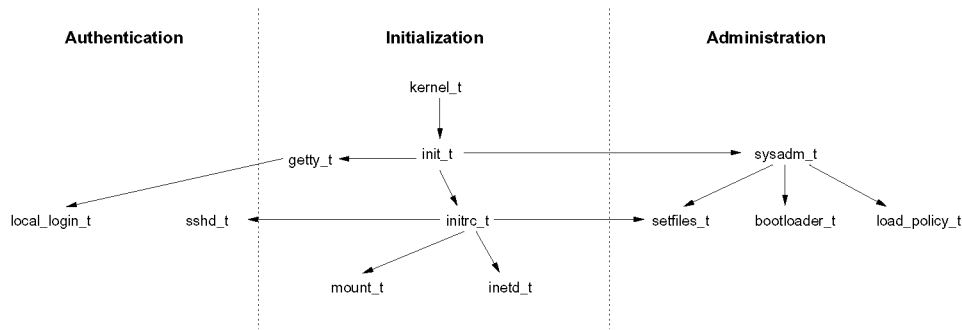 Authentication
Initialization
Administration
kernel_t
getty_t
init_t
sysadm_t
local_login_t
sshd_t
initrc_t
setfiles_t
bootloader_t
load_policy_t
mount_t
inetd_t